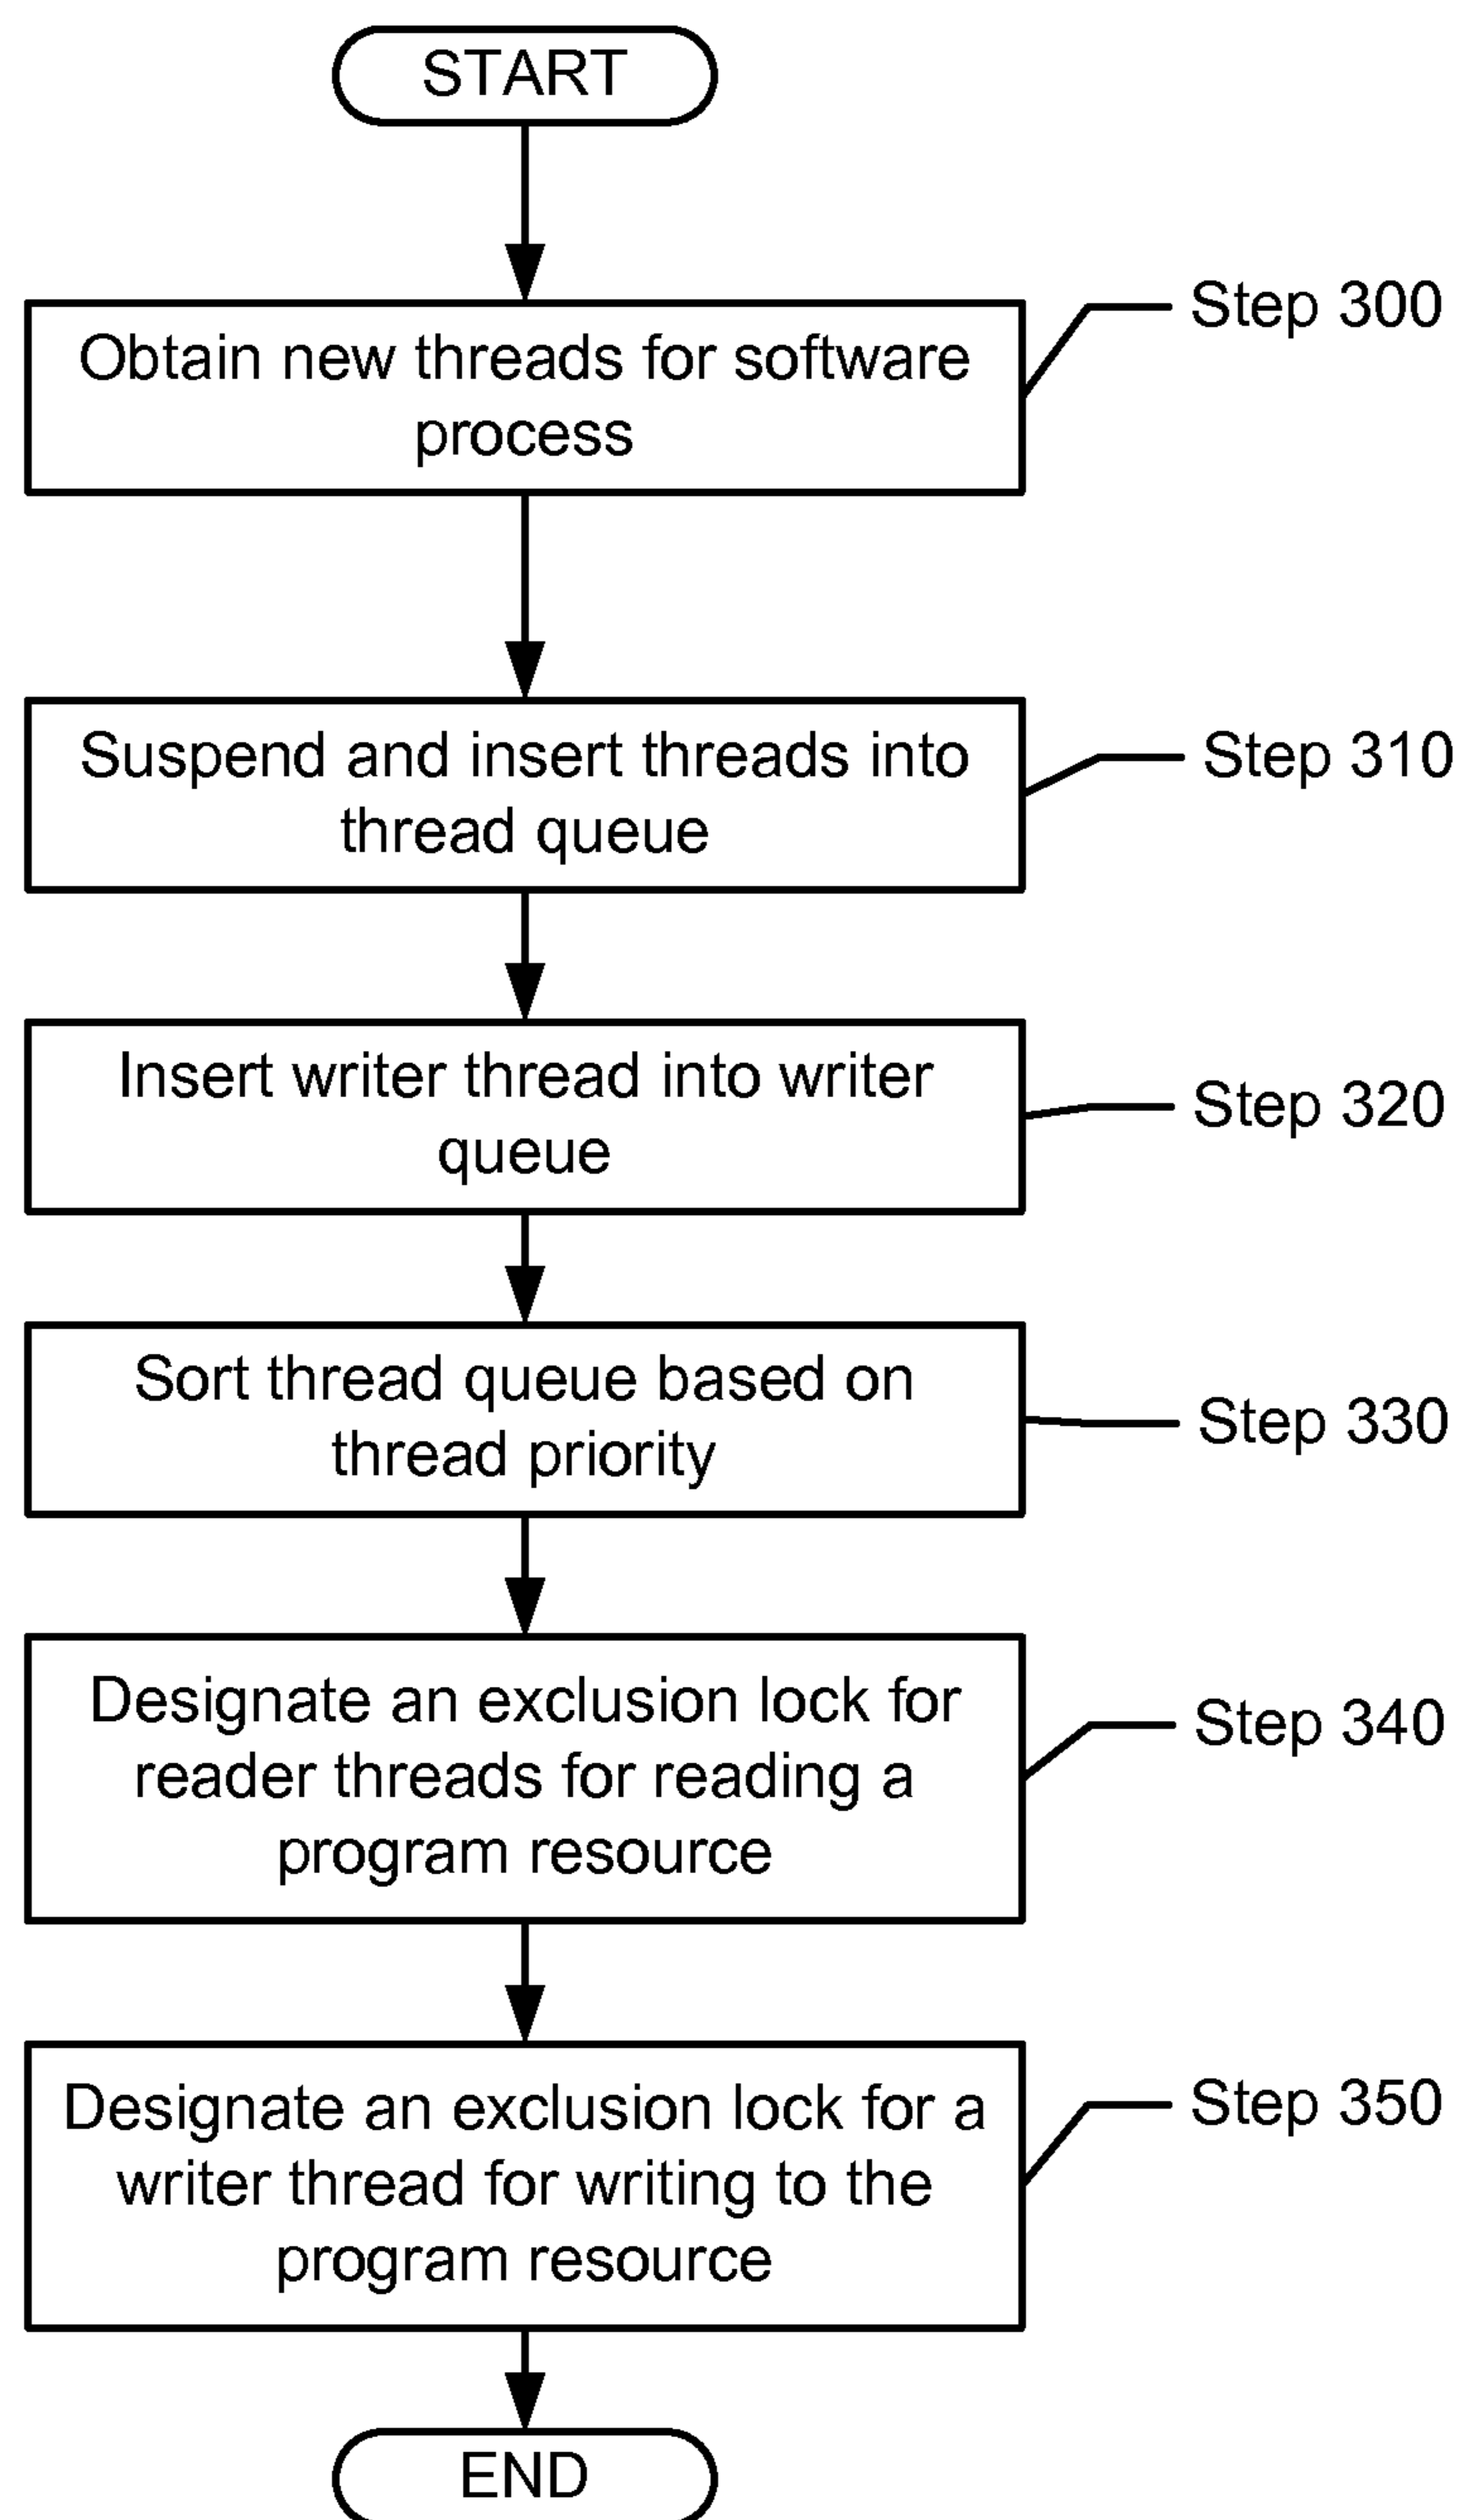 START
Step 300
Obtain new threads for software
process
Step 310
Suspend and insert threads into
thread queue
Step 320
Insert writer thread into writer
queue
Step 330
Sort thread queue based on
thread priority
Step 340
Designate an exclusion lock for
reader threads for reading a
program resource
Step 350
Designate an exclusion lock for a
writer thread for writing to the
program resource
END